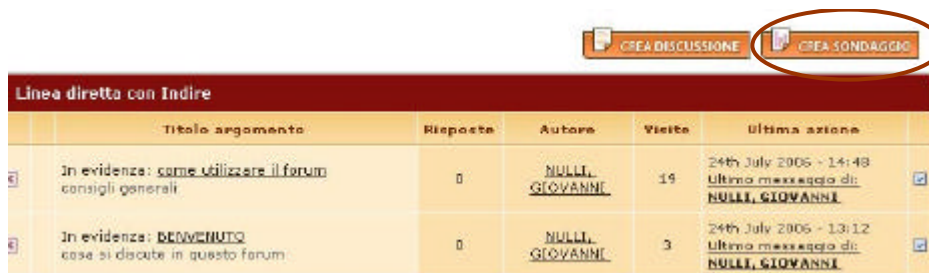 CREA DISCUSSIONE CREA SONDAGGIO
Linea diretta con Indire
Titolo argomento Risposte Autore Visite Ultima azione
In evidenza: come utilizzare il forum
consigli generali
0
NULLI,
GIOVANNI
19
24th July 2006 - 14:48
Ultimo messaggio di:
NULLI, GIOVANNI
In evidenza: BENVENUTO
cosa si discute in questo forum
0
NULLI,
GIOVANNI
3
24th July 2006 - 13:12
Ultimo messaggio di:
NULLI, GIOVANNI